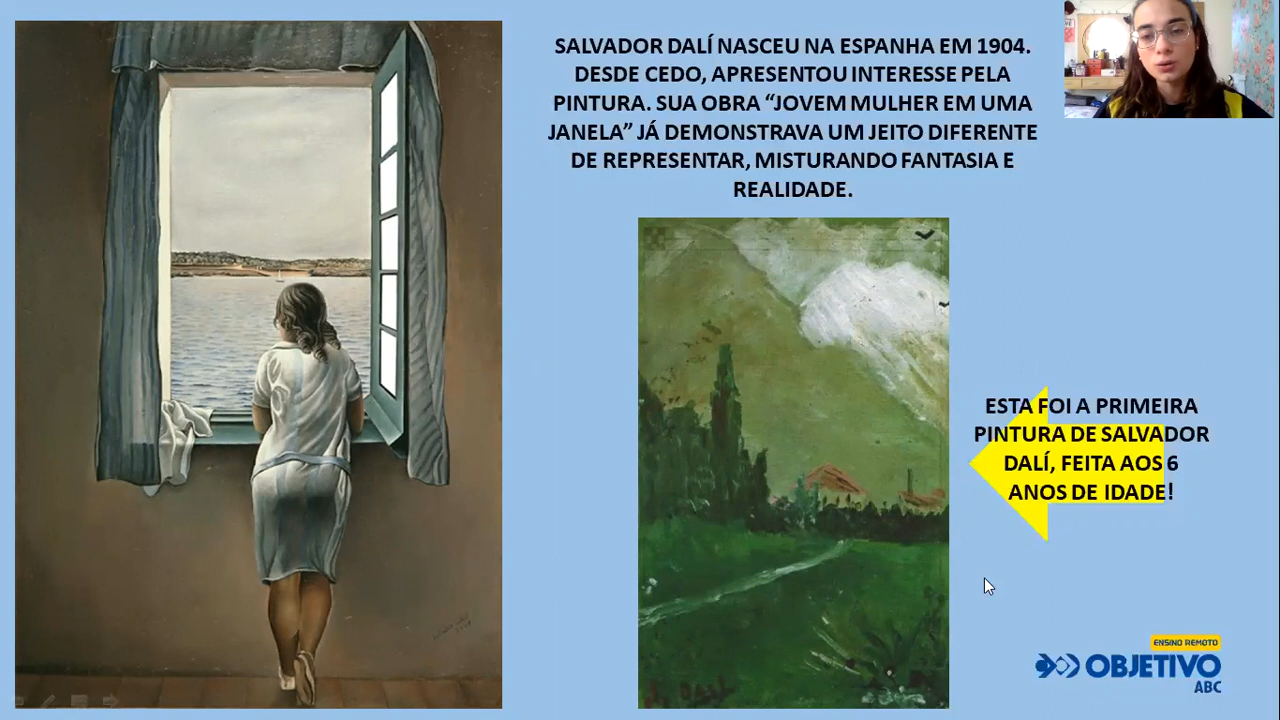 SALVADOR DALÍ NASCEU NA ESPANHA EM 1904.
DESDE CEDO, APRESENTOU INTERESSE PELA
PINTURA. SUA OBRA “JOVEM MULHER EM UMA
JANELA” JÁ DEMONSTRAVA UM JEITO DIFERENTE
DE REPRESENTAR, MISTURANDO FANTASIA E
REALIDADE.
ESTA FOI A PRIMEIRA
PINTURA DE SALVADOR
DALÍ, FEITA AOS 6
ANOS DE IDADE!
ENSINO REMOTO
OBJETIVO
ABC